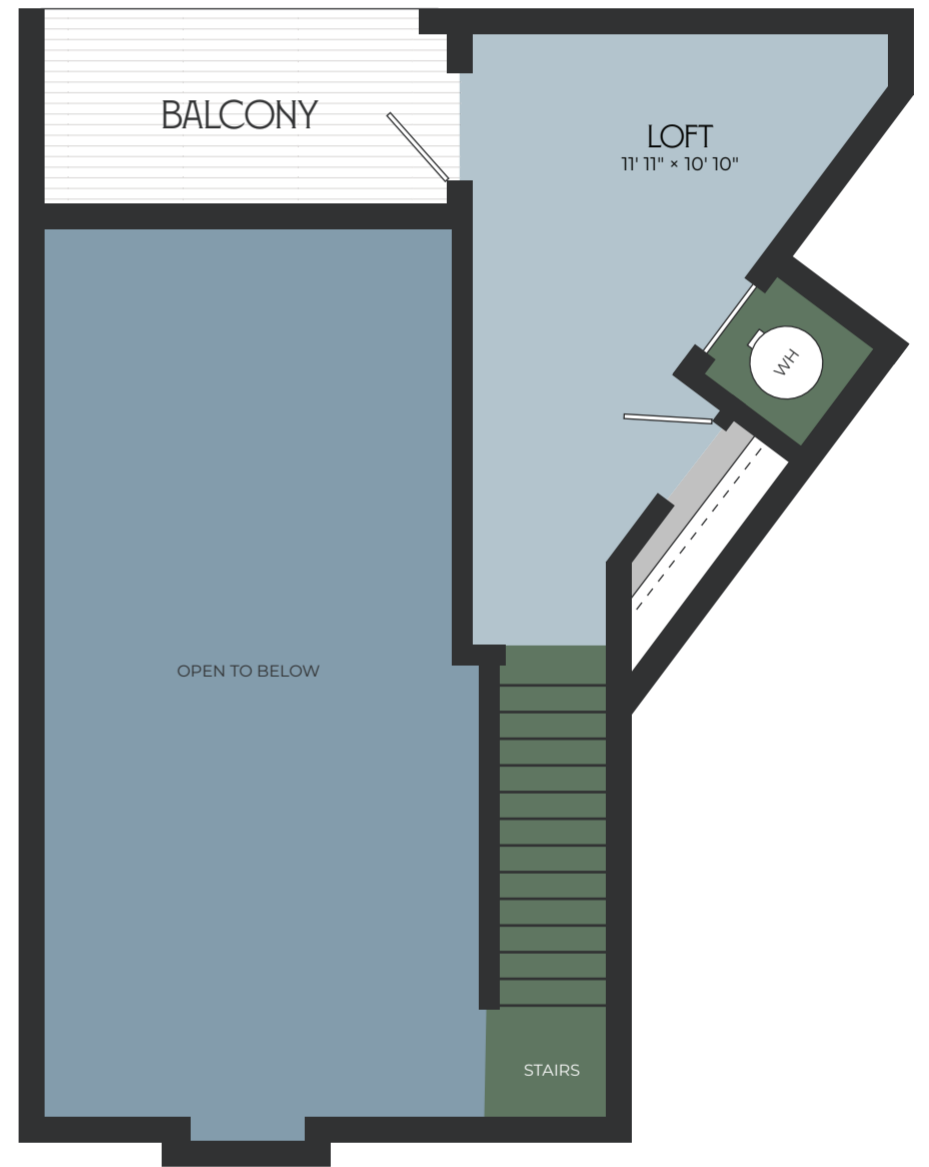 BALCONY
LOFT
11' 11" × 10' 10"
WH
OPEN TO BELOW
STAIRS